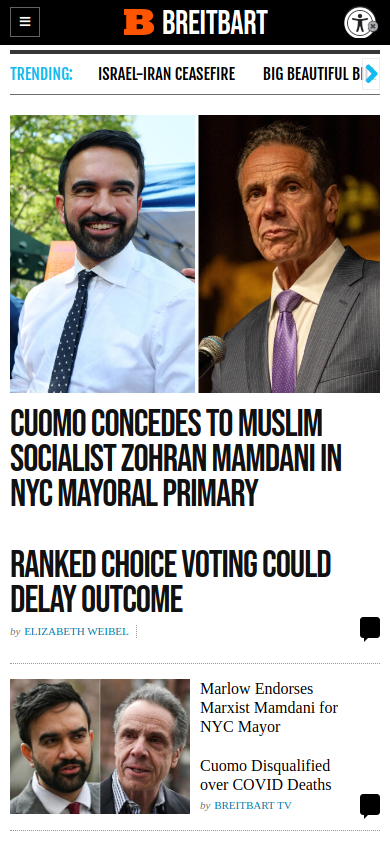 BREITBART
TRENDING:
ISRAEL-IRAN CEASEFIRE
BIG BEAUTIFUL
CUOMO CONCEDES TO MUSLIM
SOCIALIST ZOHRAN MAMDANI IN
NYC MAYORAL PRIMARY
RANKED CHOICE VOTING COULD
DELAY OUTCOME
by ELIZABETH WEIBEL
Marlow Endorses
Marxist Mamdani for
NYC Mayor
Cuomo Disqualified
over COVID Deaths
by BREITBART TV